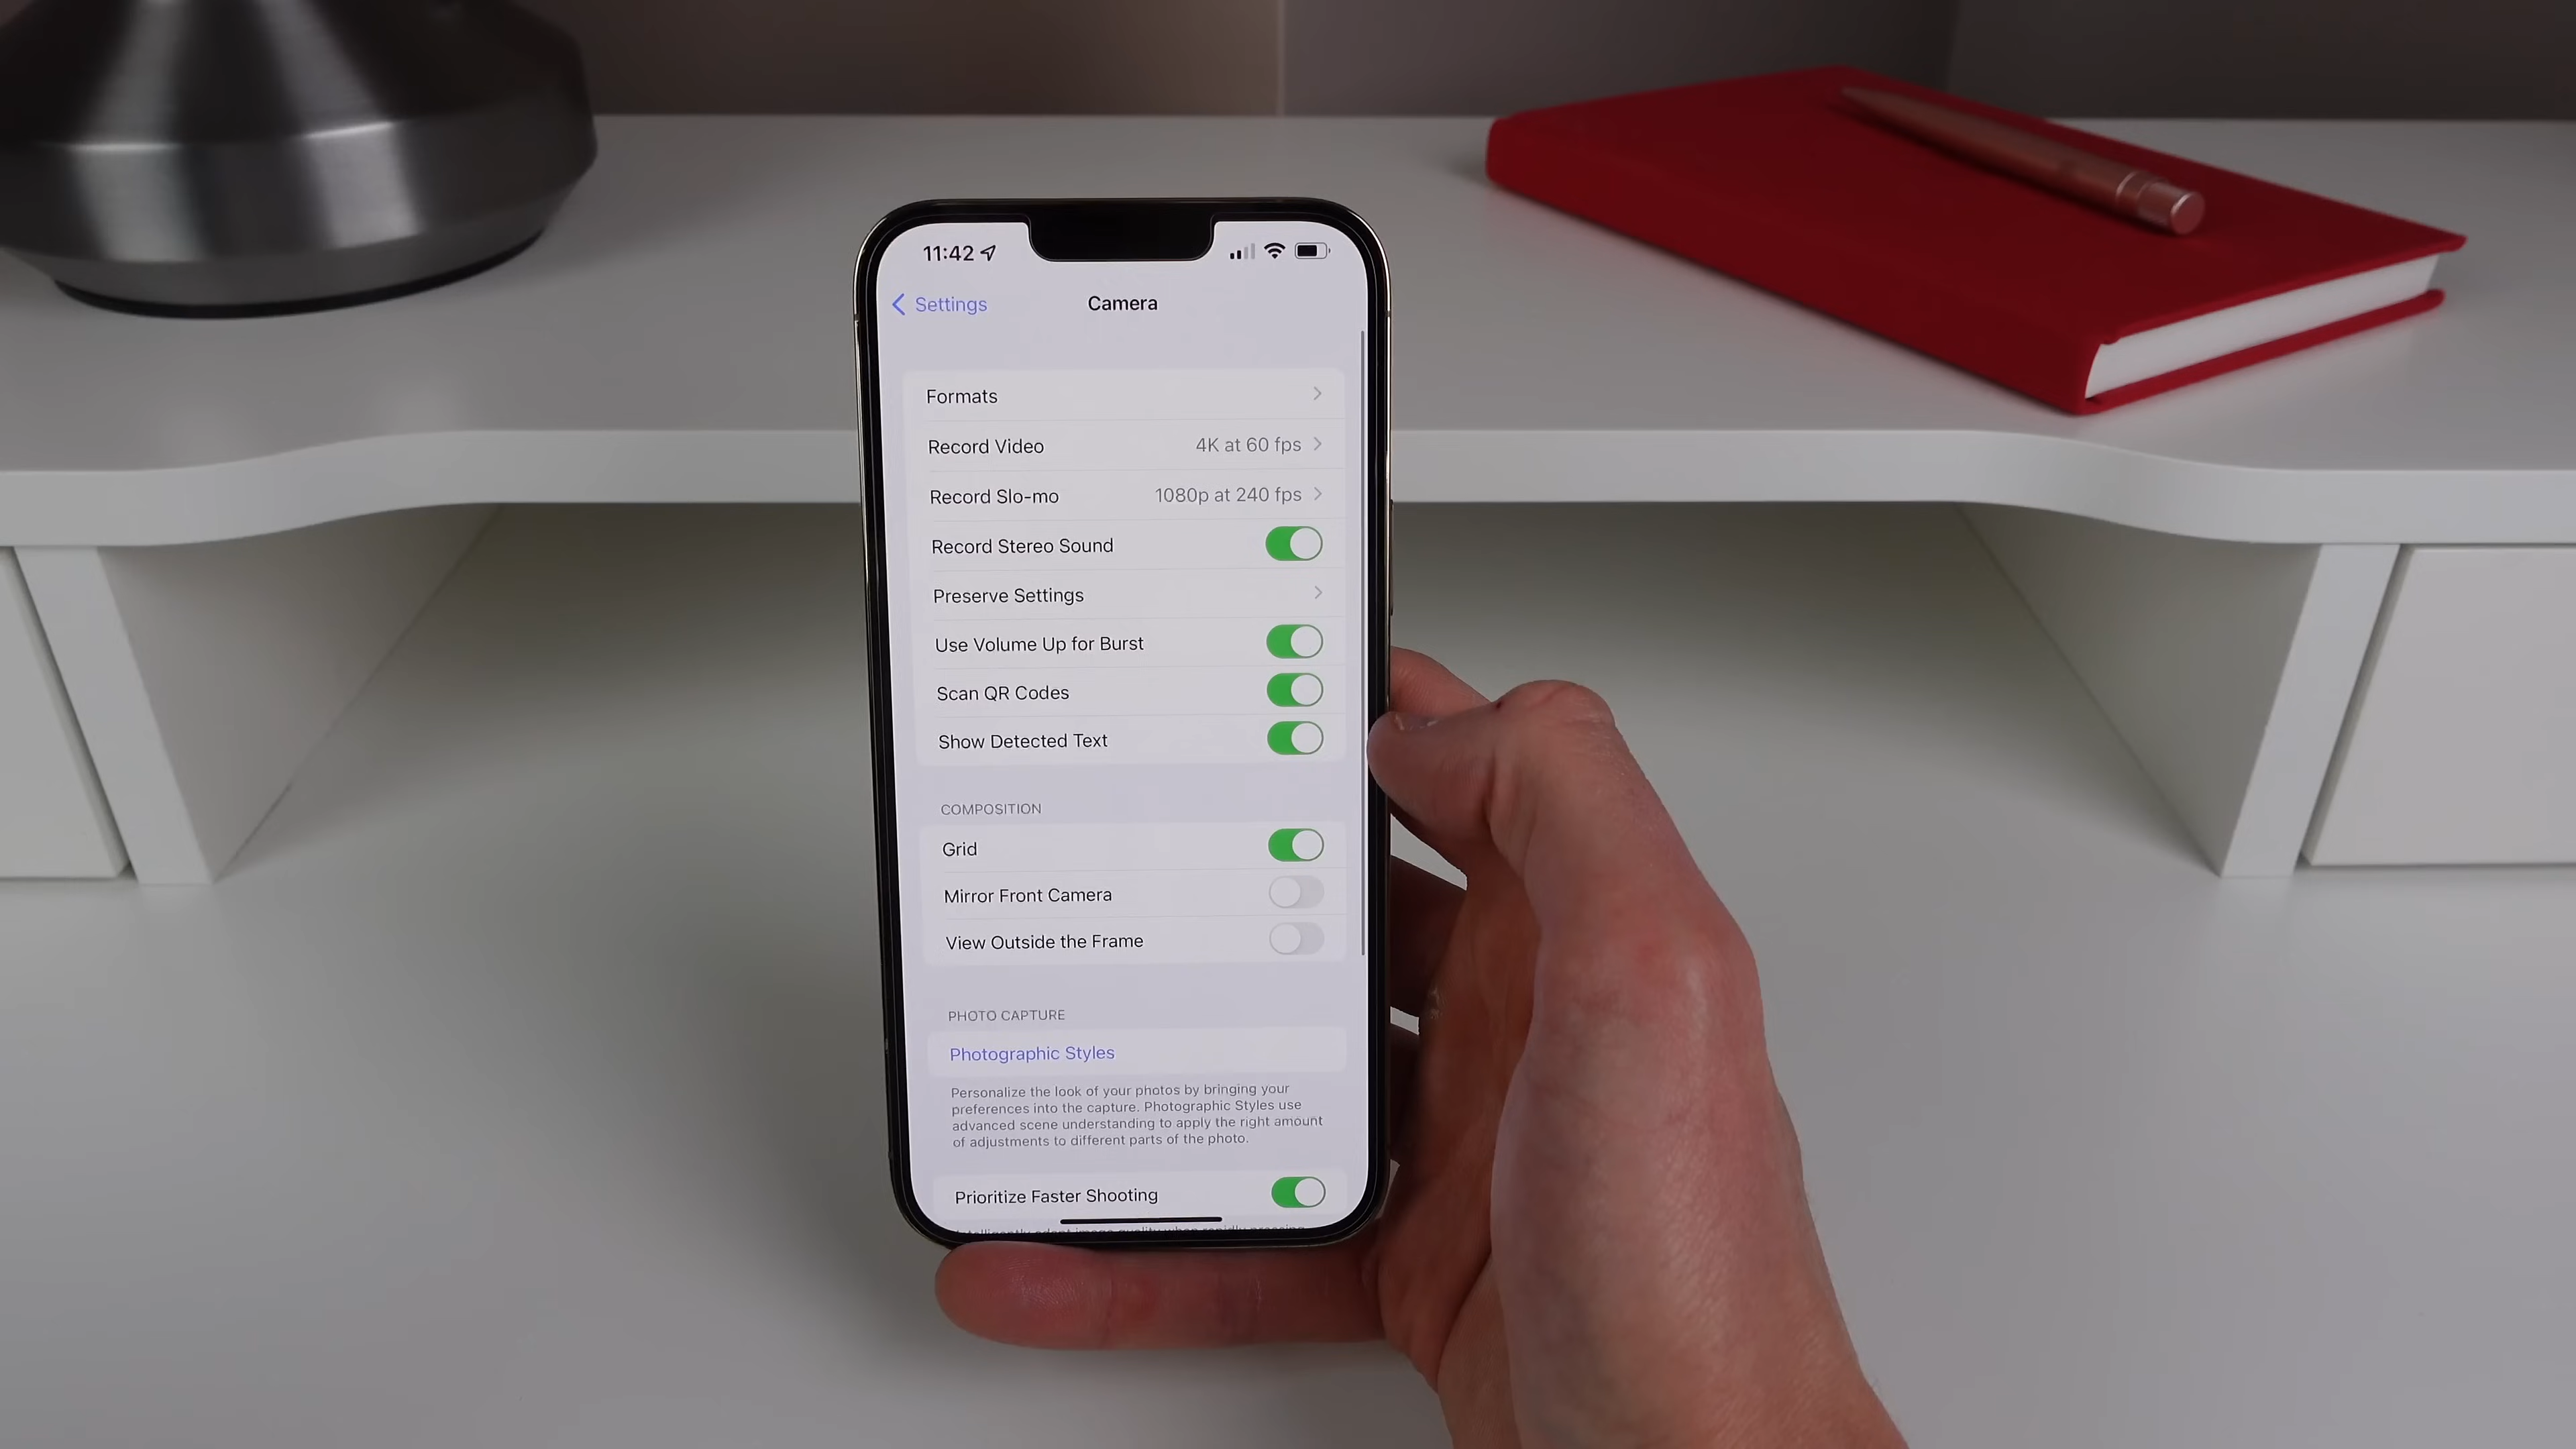 11:42
Settings
Camera
Formats
Record Video 4K at 60 fps
Record Slo-mo 1080p at 240 fps
Record Stereo Sound
Preserve Settings
Use Volume Up for Burst
Scan QR Codes
Show Detected Text
COMPOSITION
Grid
Mirror Front Camera
View Outside the Frame
PHOTO CAPTURE
Photographic Styles
Personalize the look of your photos by bringing your
preferences into the capture. Photographic Styles use
advanced scene understanding to apply the right amount
of adjustments to different parts of the photo.
Prioritize Faster Shooting